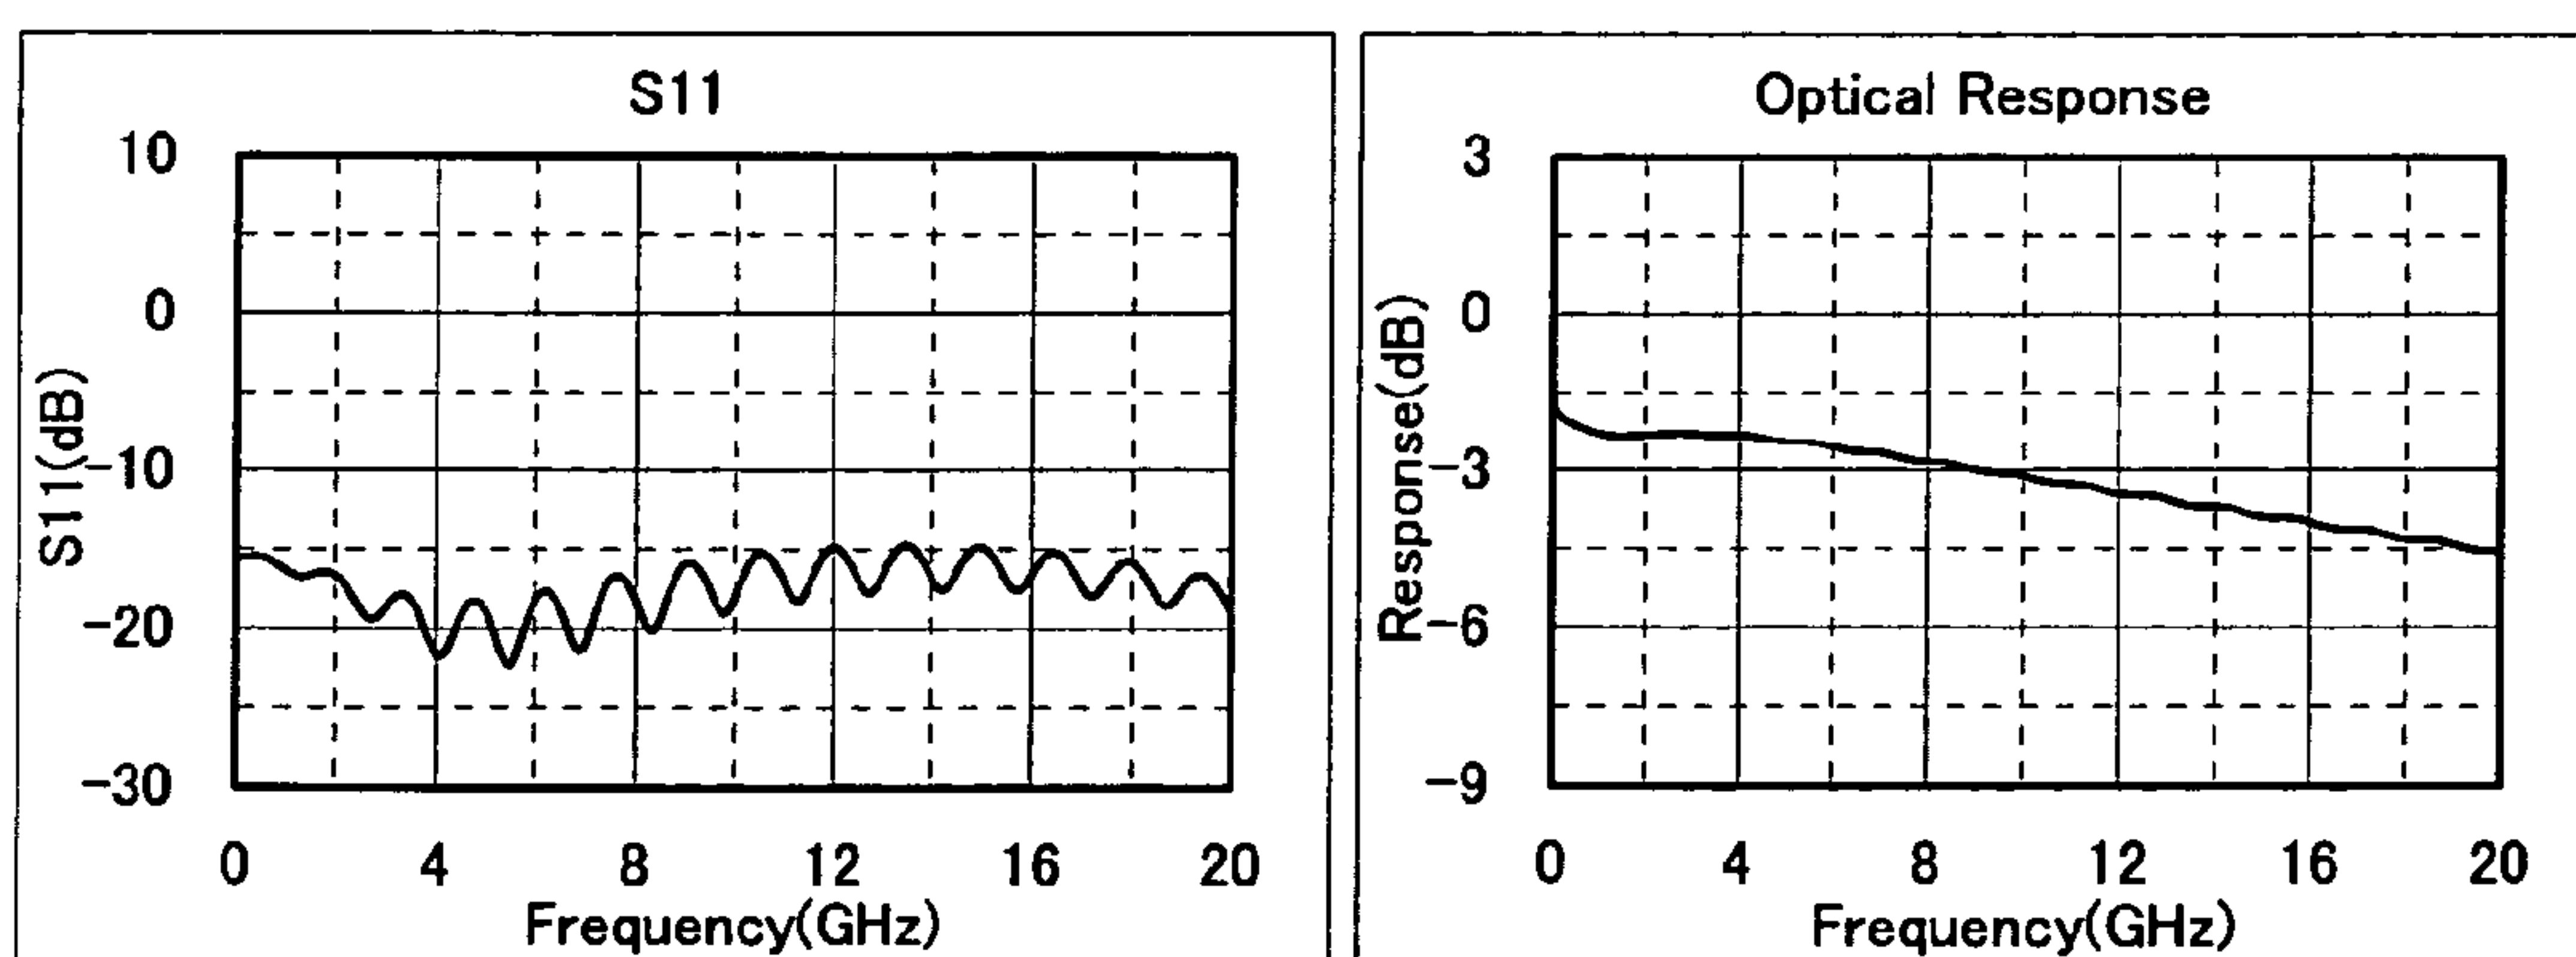 S11
10
0
-10
-20
-30
S11(dB)
0 4 8 12 16 20
Frequency(GHz)
Optical Response
3
0
-3
-6
-9
Response(dB)
0 4 8 12 16 20
Frequency(GHz)